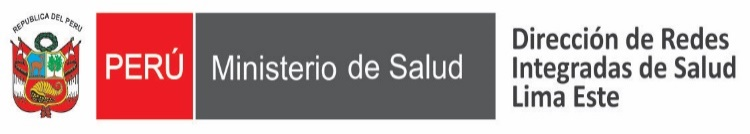 REPUBLICA DEL PERU
PERÚ
Ministerio de Salud
Dirección de Redes
Integradas de Salud
Lima Este